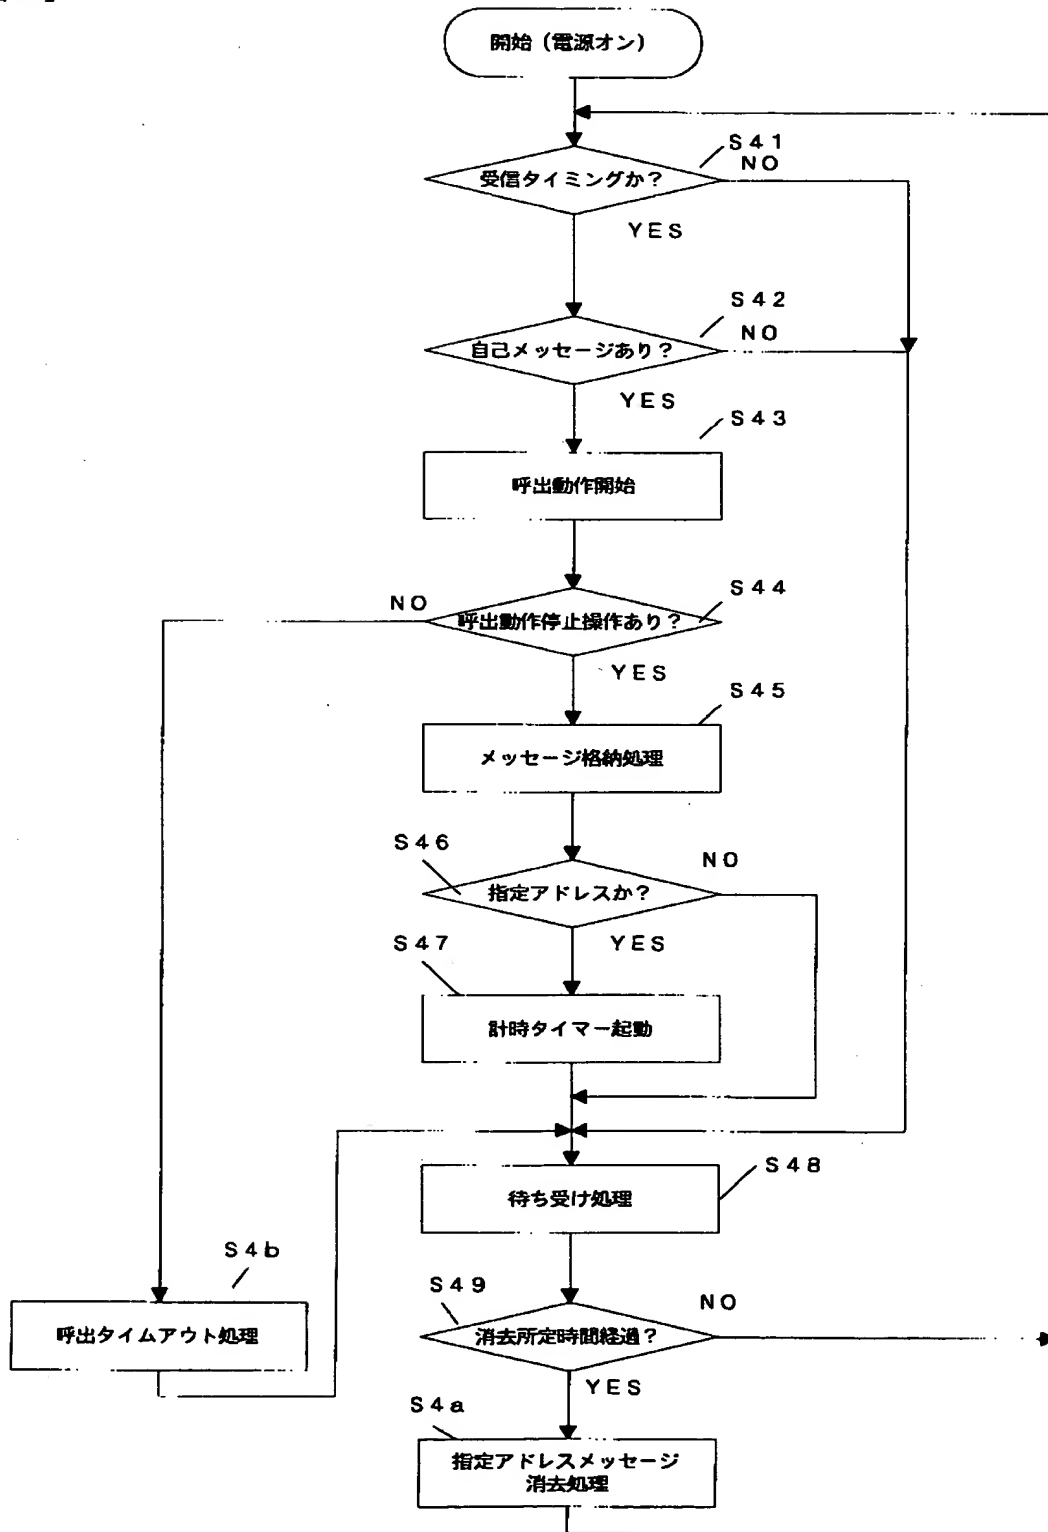 開始（電源オン）
S41
受信タイミングか？
NO
YES
S42
自己メッセージあり？
NO
YES
S43
呼出動作開始
S44
NO
呼出動作停止操作あり？
YES
S45
メッセージ格納処理
S46
NO
指定アドレスか？
YES
S47
計時タイマー起動
S48
待ち受け処理
S4b
呼出タイムアウト処理
S49
NO
消去所定時間経過？
YES
S4a
指定アドレスメッセージ
消去処理